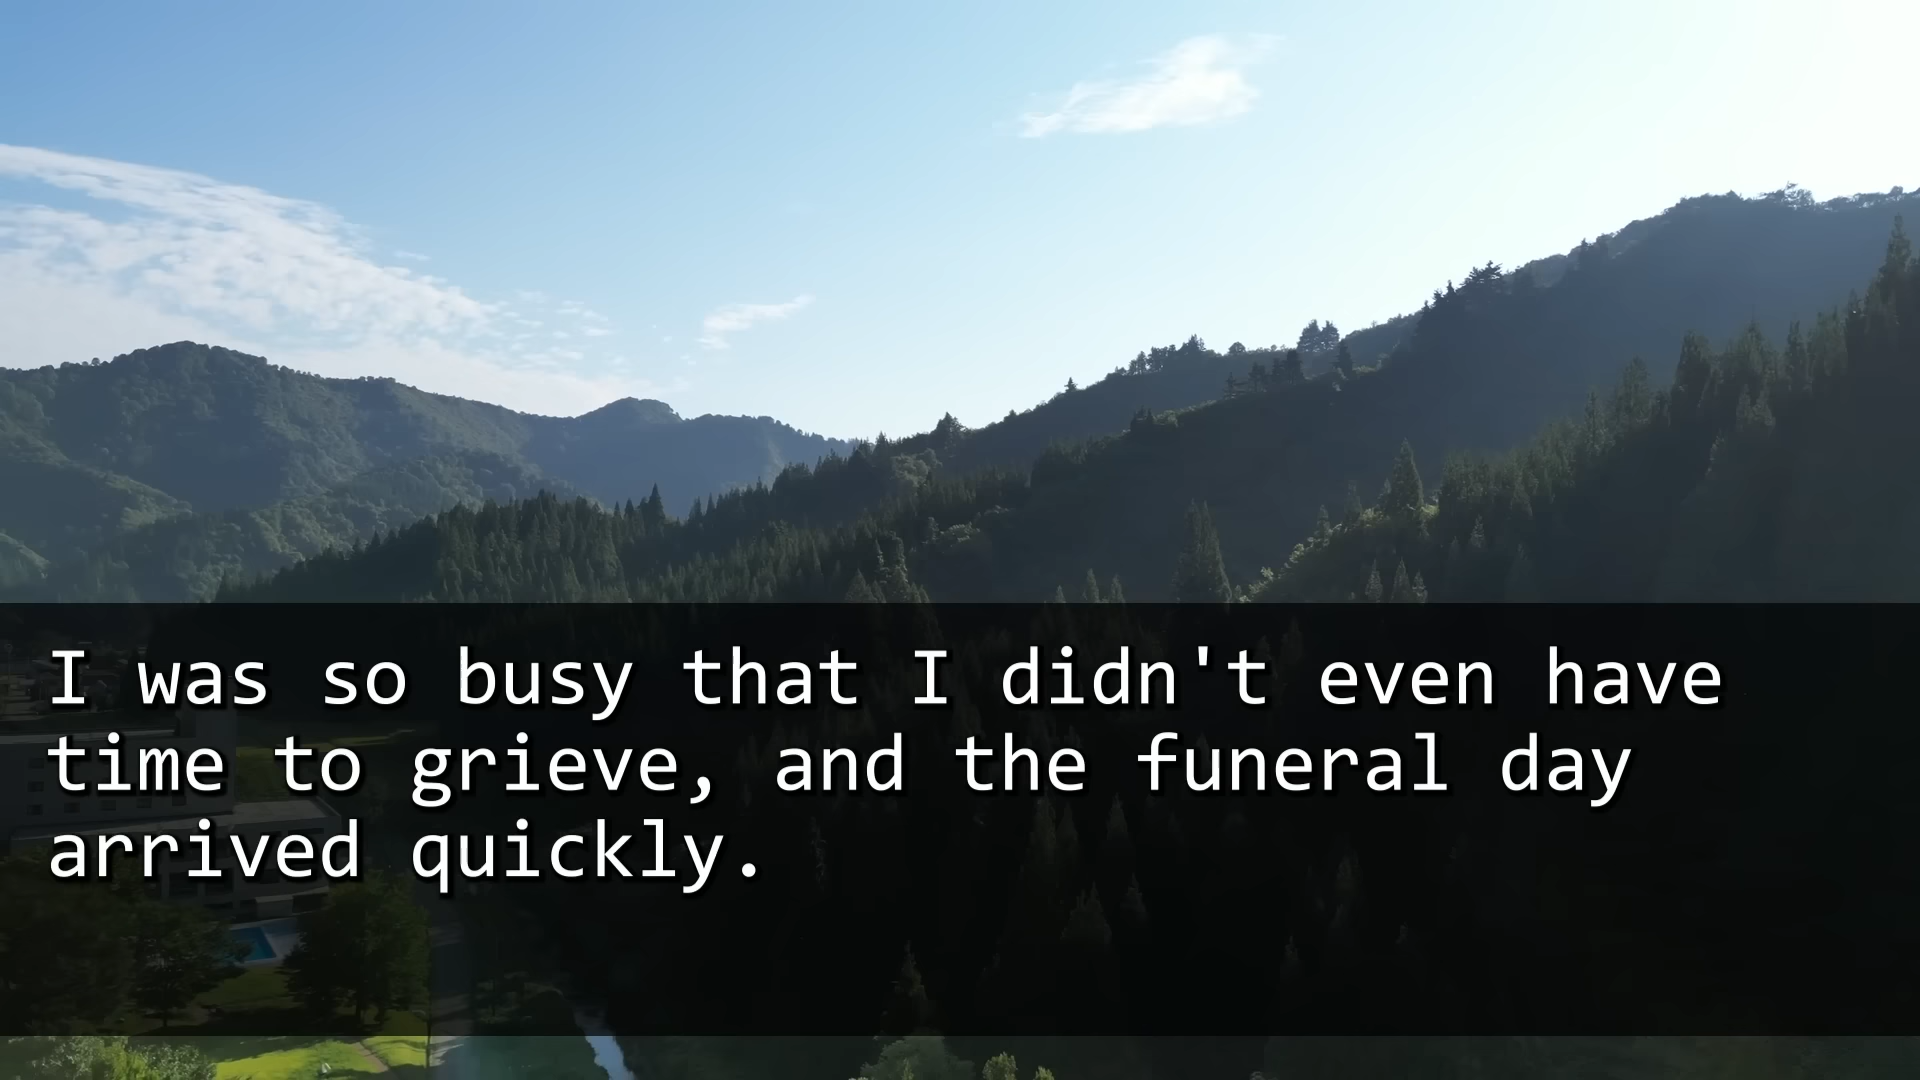 I was so busy that I didn't even have
time to grieve, and the funeral day
arrived quickly.